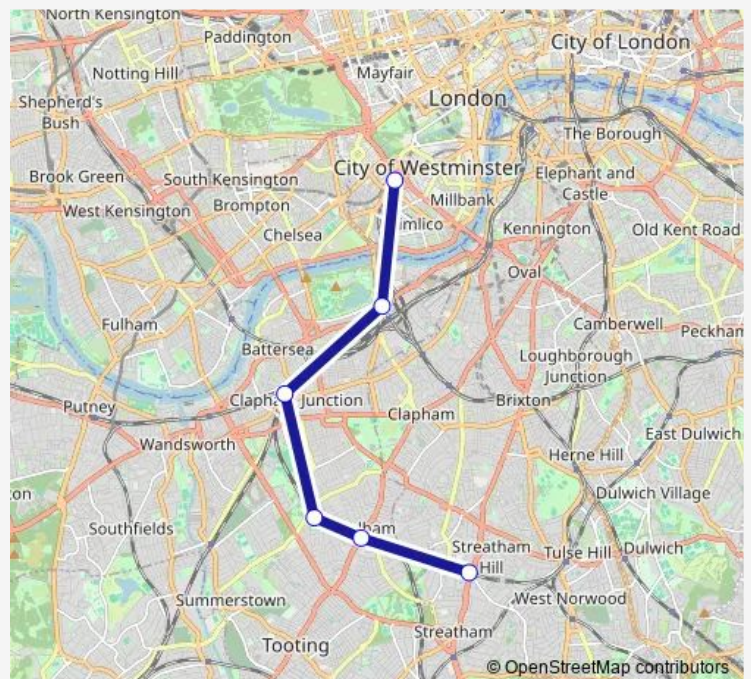 North Kensington
Paddington
City of London
Notting Hill
Mayfair
Shepherd's
Bush
London
The Borough
City of Westminster
Brook Green
South Kensington
Elephant and
Castle
Brompton
Millbank
West Kensington
Chelsea
Kennington
Old Kent Road
Oval
Fulham
Camberwell
Peckham
Battersea
Loughborough
Junction
Putney
Junction
Clapham
Brixton
Wandsworth
East Dulwich
Herne Hill
Dulwich Village
Southfields
Streatham
Hill
Tulse Hill
Dulwich
Summerstown
West Norwood
Streatham
Tooting
© OpenStreetMap contributors